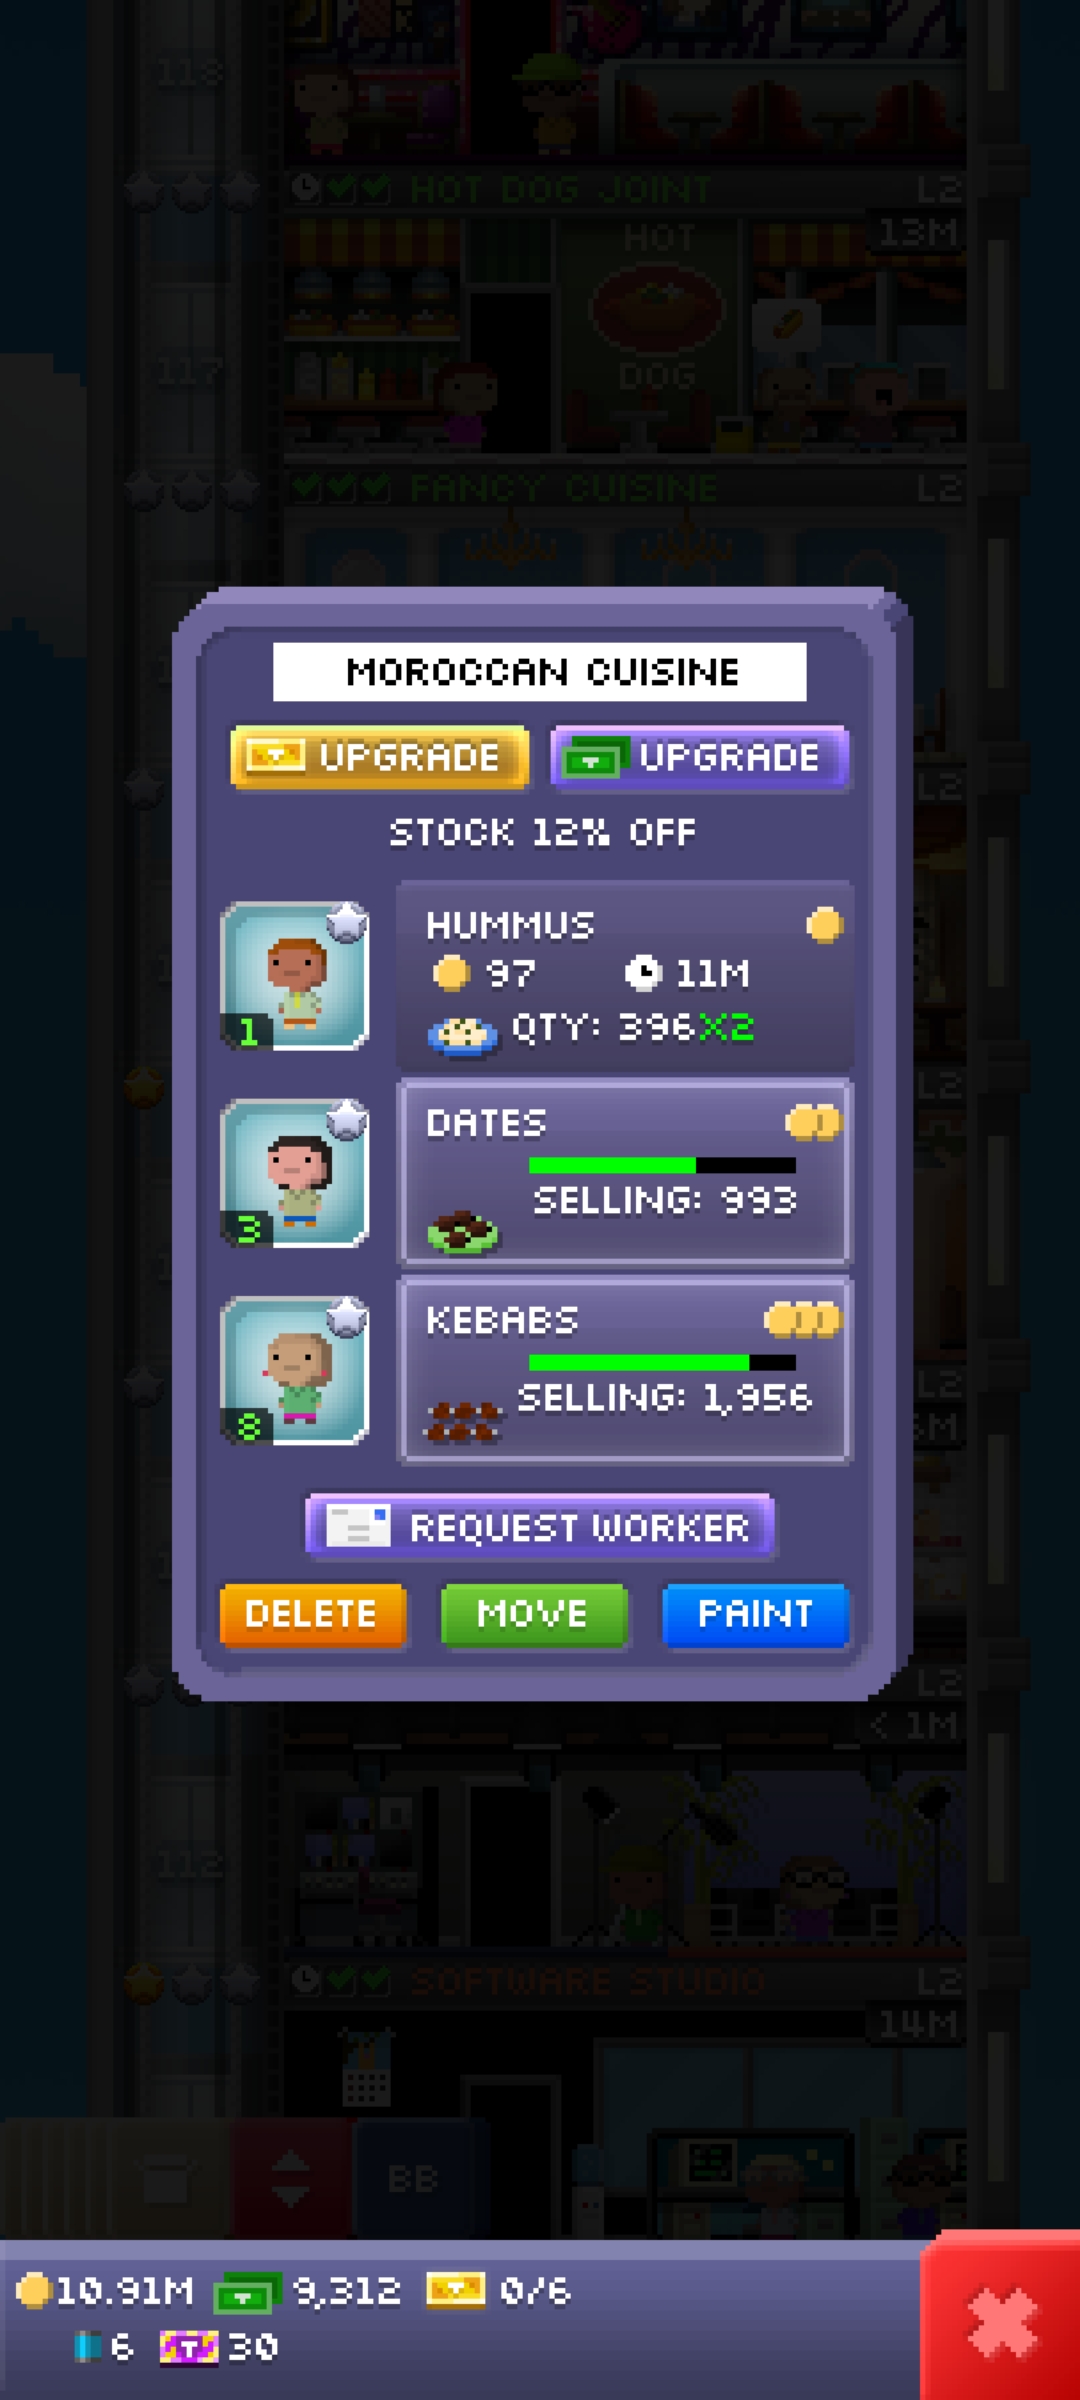 118
HOT DOG JOINT L2
13M
HOT
DOG
117
FANCY CUISINE L2
MOROCCAN CUISINE
UPGRADE UPGRADE
L2
STOCK 12% OFF
HUMMUS
97 11M
1 QTY: 396X2
L2
DATES
3 SELLING: 993
KEBABS
L2
8 SELLING: 1,956
REQUEST WORKER
DELETE MOVE PAINT
L2
< 1M
112
SOFTWARE STUDIO L2
14M
BB
10.91M 9,312 0/6
6 T 30